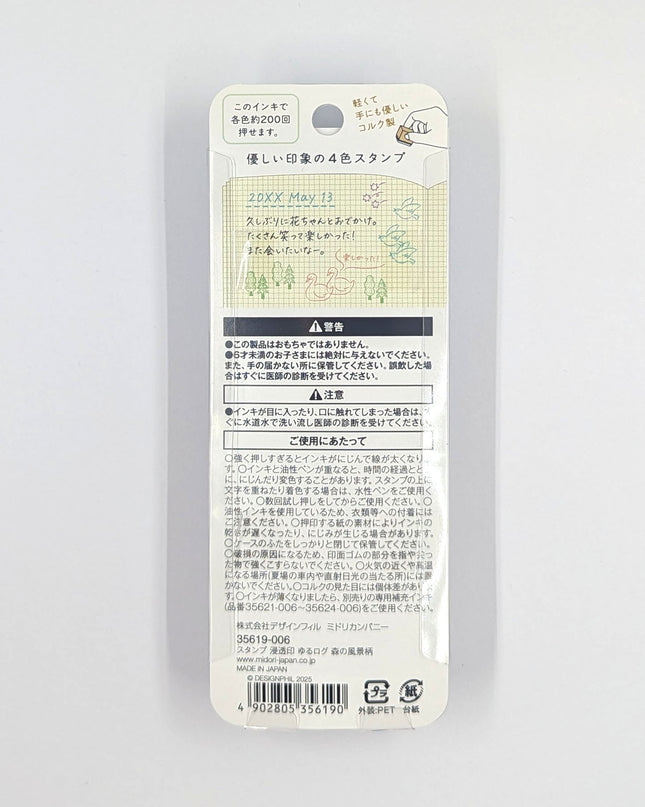 このインキで
各色約200回
押せます。
軽くて
手にも優しい
コルク製
優しい印象の4色スタンプ
20XX May 13
久しぶりに花ちゃんとおでかけ。
たくさん笑って楽しかった!
また会いたいなー。
楽しかった!
警告
●この製品はおもちゃではありません。
●6才未満のお子さまには絶対に与えないでください。
また、手の届かない所に保管してください。誤飲した場
合はすぐに医師の診断を受けてください。
注意
●インキが目に入ったり、口に触れてしまった場合は、す
ぐに水道水で洗い流し医師の診断を受けてください。
ご使用にあたって
○強く押しすぎるとインキがにじんで線が太くなりま
す。○インキと油性ペンが重なると、時間の経過ととも
に、にじんだり変色することがあります。スタンプの上に
文字を重ねたり着色する場合は、水性ペンをご使用く
ださい。○数回試し押しをしてからご使用ください。○
油性インキを使用しているため、衣類等への付着には
ご注意ください。○押印する紙の素材によりインキの
乾きが遅くなったり、にじみが生じる場合があります。
○ケースのふたをしっかりと閉じて保管してください。
○破損の原因になるため、印面ゴムの部分を指や尖っ
た物で強くこすらないでください。○火気の近くや高温
になる場所(夏場の車内や直射日光の当たる所)には置
かないでください。○コルクの見た目には個体差がありま
す。○インキが薄くなりましたら、別売りの専用補充インキ
(品番35621-006~35624-006)をご使用ください。
株式会社デザインフィル ミドリカンパニー
35619-006
スタンプ 浸透印 ゆるログ 森の風景柄
www.midori-japan.co.jp
MADE IN JAPAN
© DESIGNPHIL 2025
4 902805 356190
プラ
外装:PET
紙
台紙